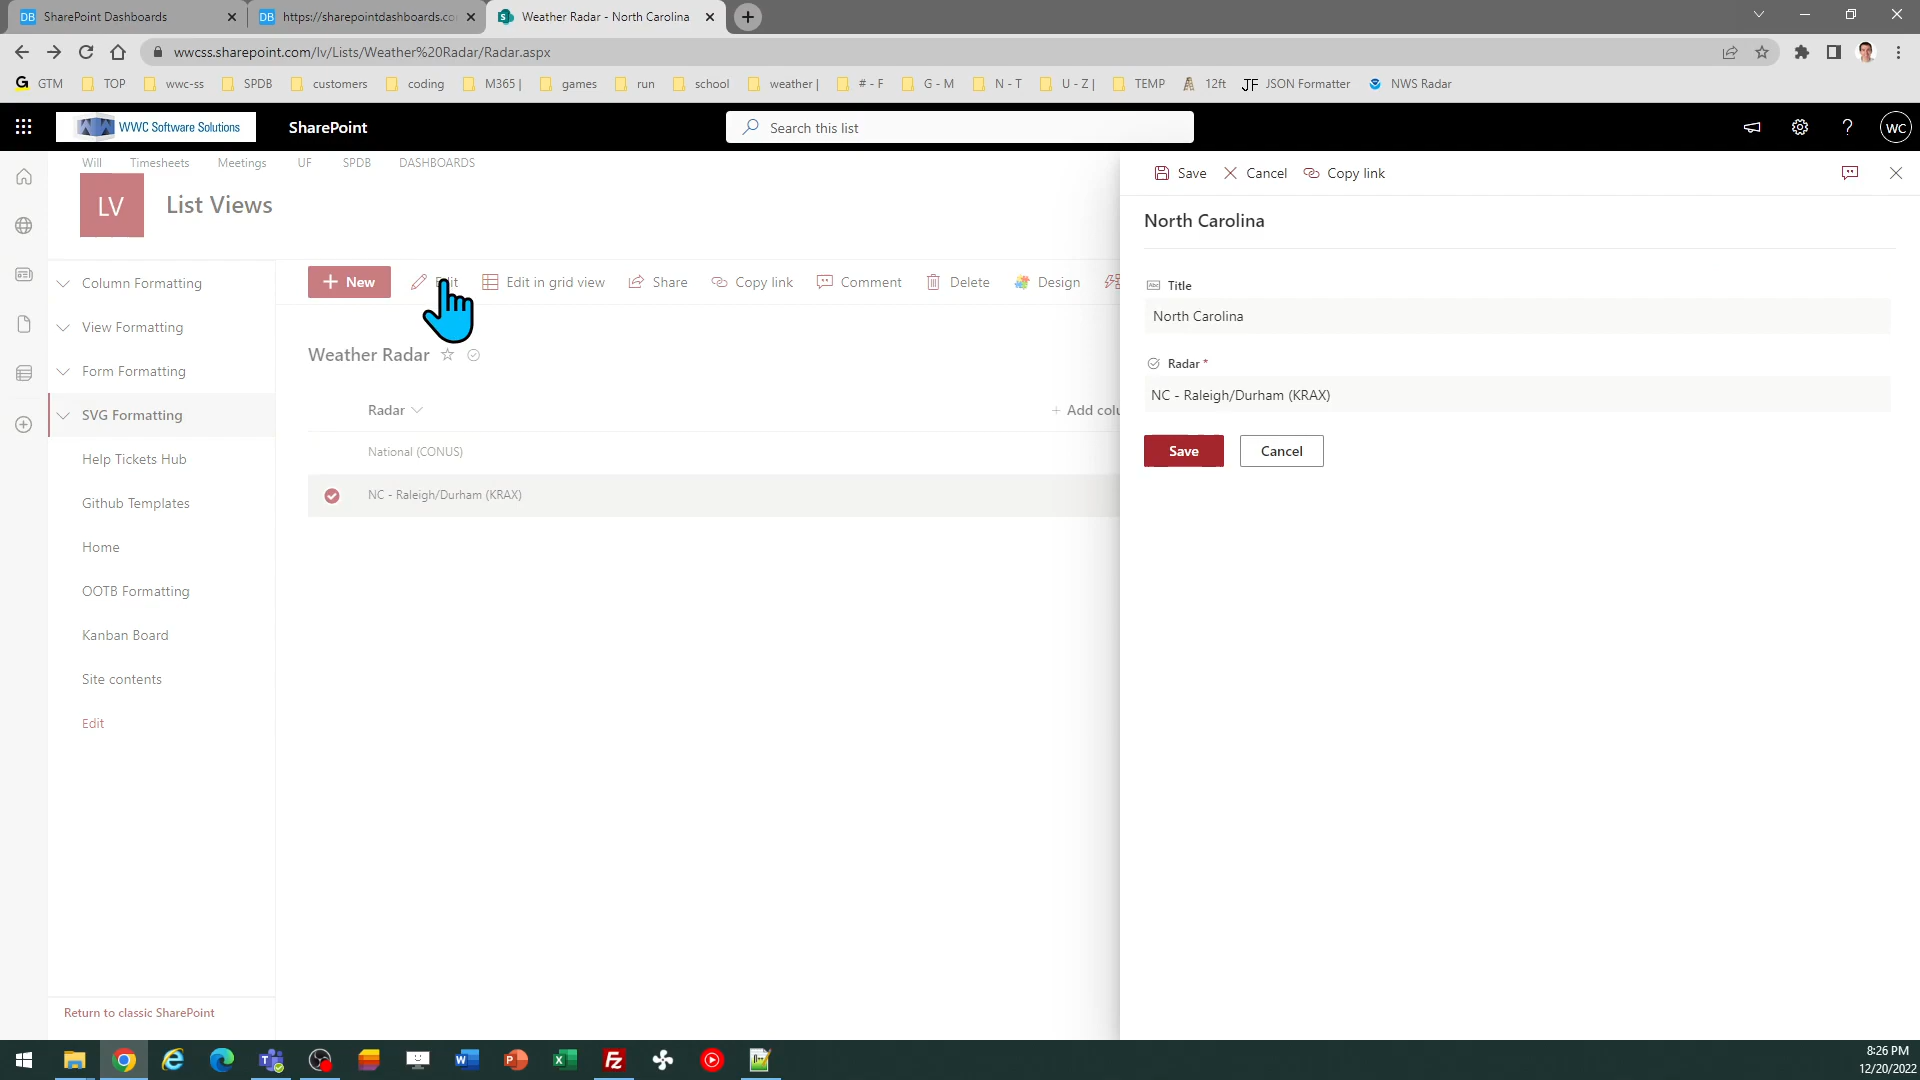 SharePoint Dashboards
https://sharepointdashboards.co
Weather Radar - North Carolina
wwcss.sharepoint.com/lv/Lists/Weather%20Radar/Radar.aspx
G GTM TOP wwc-ss SPDB customers coding M365 | games run school weather | # - F G - M N - T U - Z | TEMP 12ft JF JSON Formatter NWS Radar
WWC Software Solutions SharePoint Search this list WC
Will Timesheets Meetings UF SPDB DASHBOARDS
LV List Views
Save Cancel Copy link
North Carolina
Column Formatting
View Formatting
Form Formatting
SVG Formatting
Help Tickets Hub
Github Templates
Home
OOTB Formatting
Kanban Board
Site contents
Edit
Return to classic SharePoint
+ New Edit in grid view Share Copy link Comment Delete Design
Weather Radar
Radar + Add colu
National (CONUS)
NC - Raleigh/Durham (KRAX)
Title
North Carolina
Radar *
NC - Raleigh/Durham (KRAX)
Save Cancel
8:26 PM
12/20/2022